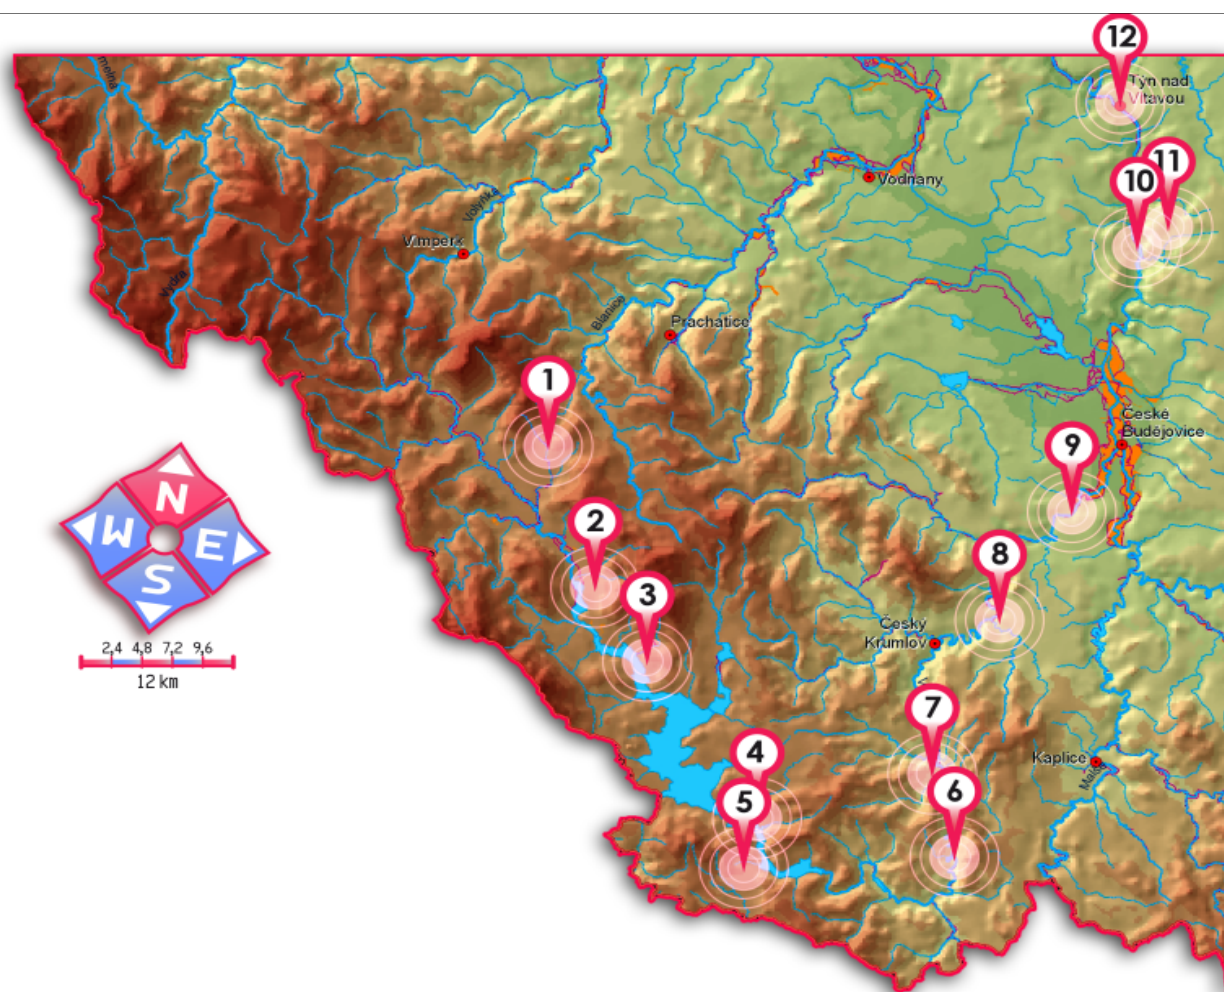 12
Týn nad
Vltavou
11
10
Vodňany
Volyňka
Vimperk
Vydra
Blanice
Prachatice
1
České
Budějovice
9
N
W
E
S
2
8
3
Český
Krumlov
2,4 4,8 7,2 9,6
12 km
7
4
Kaplice
Malše
6
5